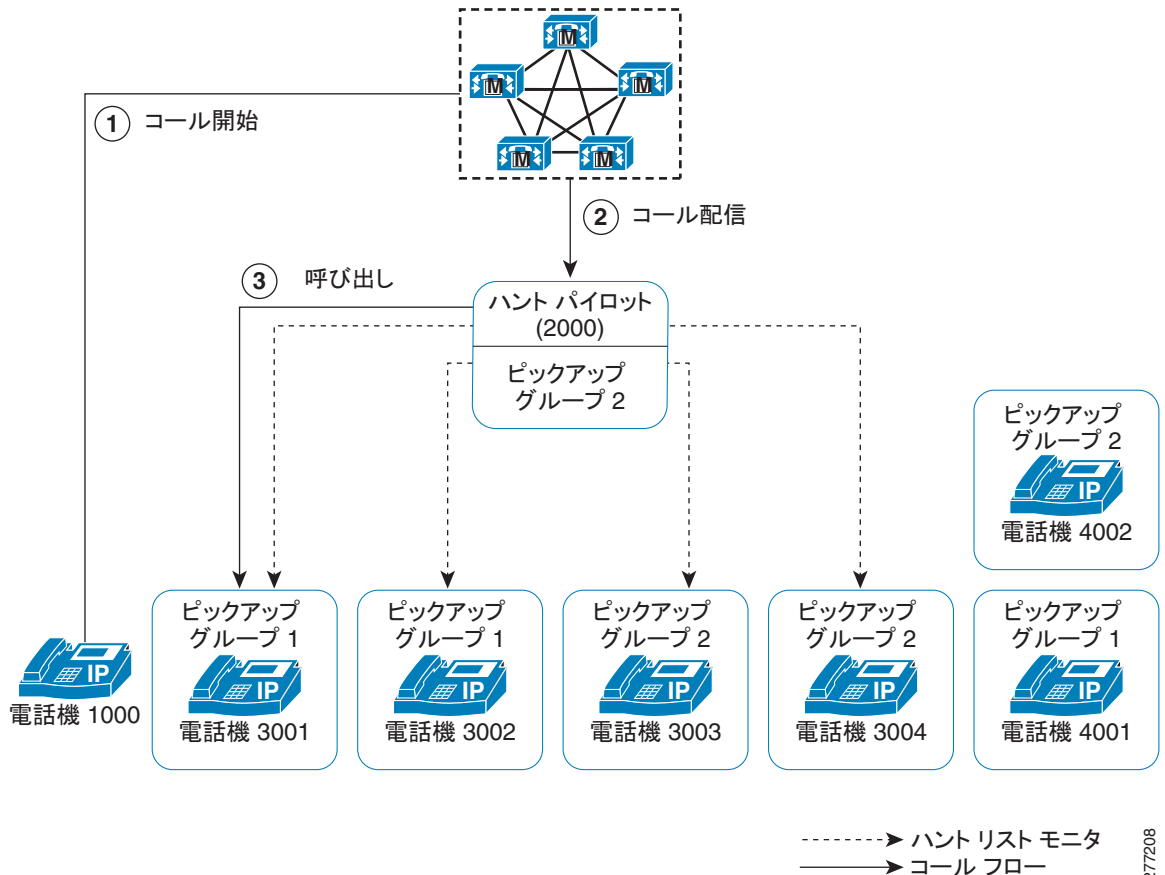 M
M
M
M
M
1 コール開始
2 コール配信
3 呼び出し
ハント パイロット
(2000)
ピックアップ
グループ 2
ピックアップ
グループ 2
IP
電話機 4002
IP
電話機 1000
ピックアップ
グループ 1
IP
電話機 3001
ピックアップ
グループ 1
IP
電話機 3002
ピックアップ
グループ 2
IP
電話機 3003
ピックアップ
グループ 2
IP
電話機 3004
ピックアップ
グループ 1
IP
電話機 4001
ハント リスト モニタ
コール フロー
277208